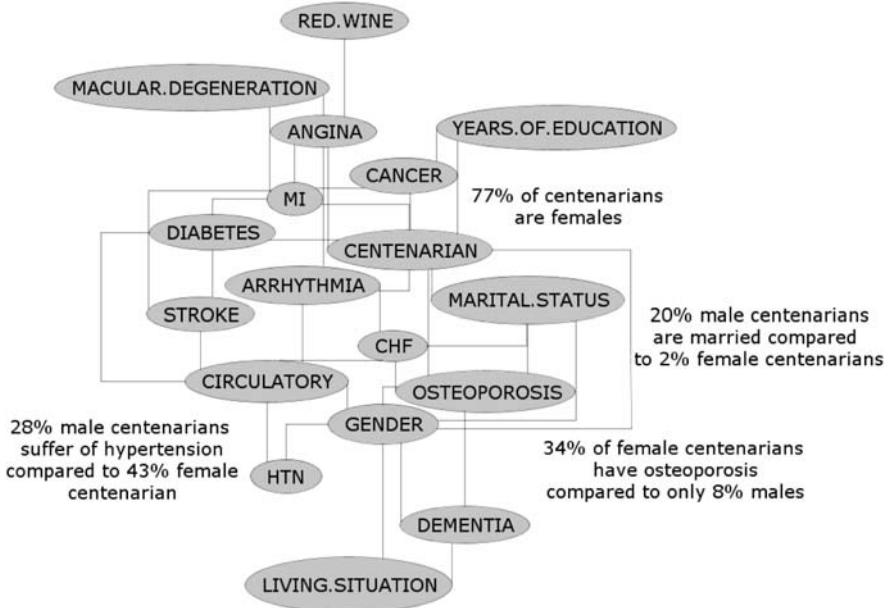 RED.WINE
MACULAR.DEGENERATION
ANGINA
YEARS.OF.EDUCATION
CANCER
MI
77% of centenarians
are females
DIABETES
CENTENARIAN
ARRHYTHMIA
MARITAL.STATUS
STROKE
20% male centenarians
are married compared
to 2% female centenarians
CHF
CIRCULATORY
OSTEOPOROSIS
GENDER
28% male centenarians
suffer of hypertension
compared to 43% female
centenarian
HTN
34% of female centenarians
have osteoporosis
compared to only 8% males
DEMENTIA
LIVING.SITUATION